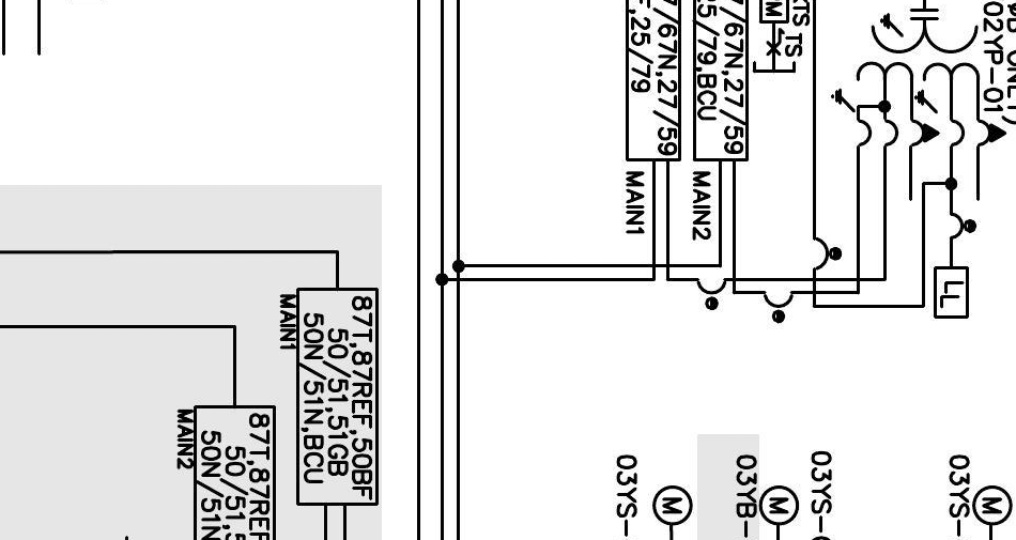 /67N,27/59
,25/79
MAIN1
/67N,27/59
5/79,BCU
MAIN2
M
TS
TS
02YP-01
LL
87T,87REF,50BF
50/51,51GB
50N/51N,BCU
MAIN1
87T,87REF
50/51,5
50N/51N
MAIN2
03YS-
M
03YB-
M
03YS-
03YS-
M